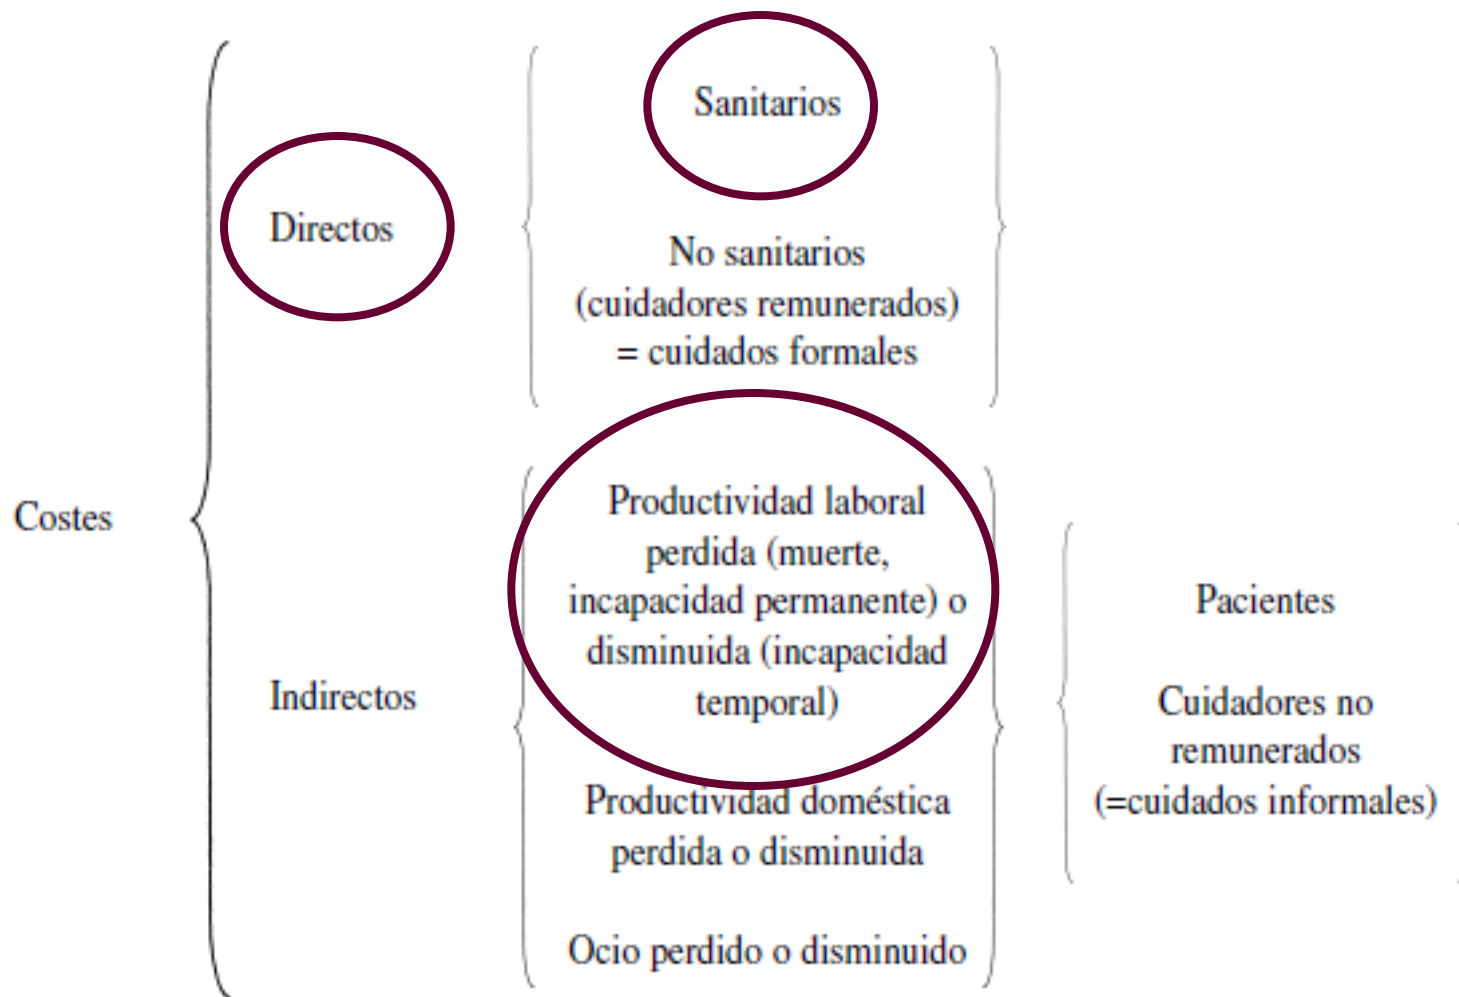 Costes
Directos
Sanitarios
No sanitarios
(cuidadores remunerados)
= cuidados formales
Indirectos
Productividad laboral
perdida (muerte,
incapacidad permanente) o
disminuida (incapacidad
temporal)
Productividad doméstica
perdida o disminuida
Ocio perdido o disminuido
Pacientes
Cuidadores no
remunerados
(=cuidados informales)